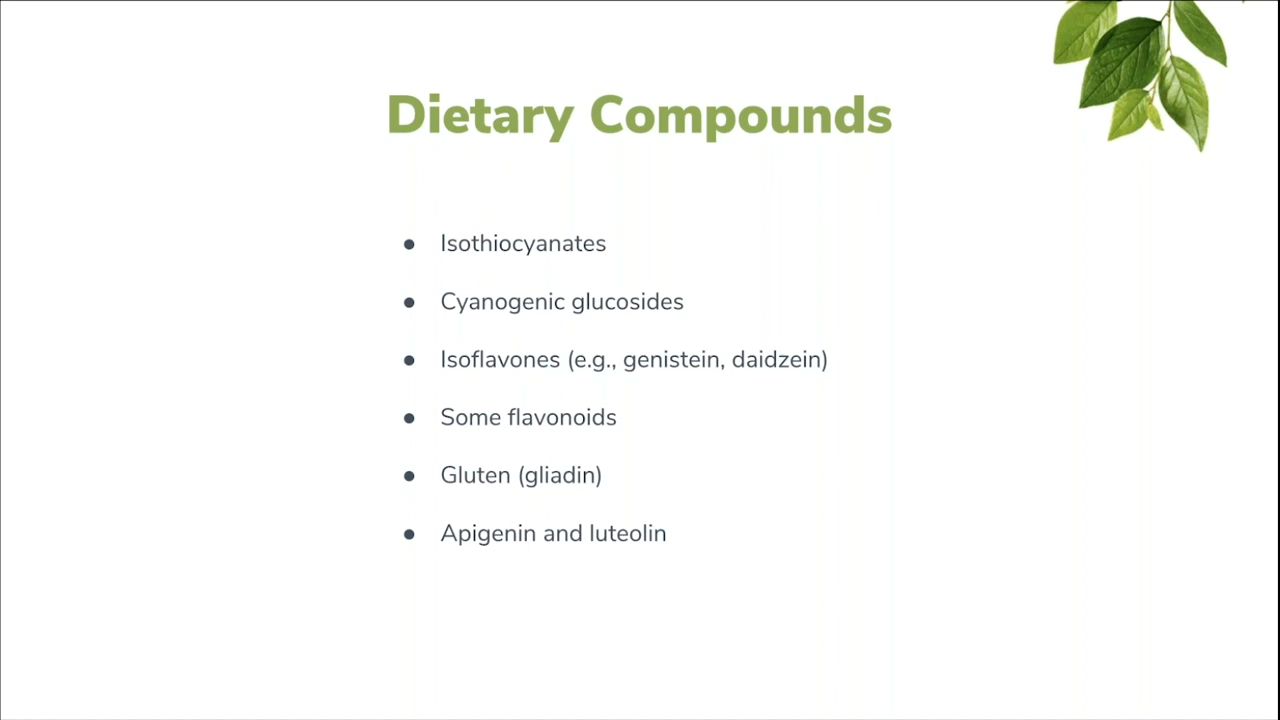 Dietary Compounds
● Isothiocyanates
● Cyanogenic glucosides
● Isoflavones (e.g., genistein, daidzein)
● Some flavonoids
● Gluten (gliadin)
● Apigenin and luteolin